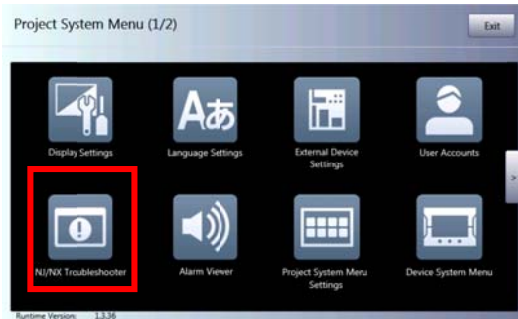 Project System Menu (1/2)
Exit
Aあ
Display Settings
Language Settings
External Device
Settings
User Accounts
>
NJ/NX Troubleshooter
Alarm Viewer
Project System Menu
Settings
Device System Menu
Runtime Version: 1.3.36